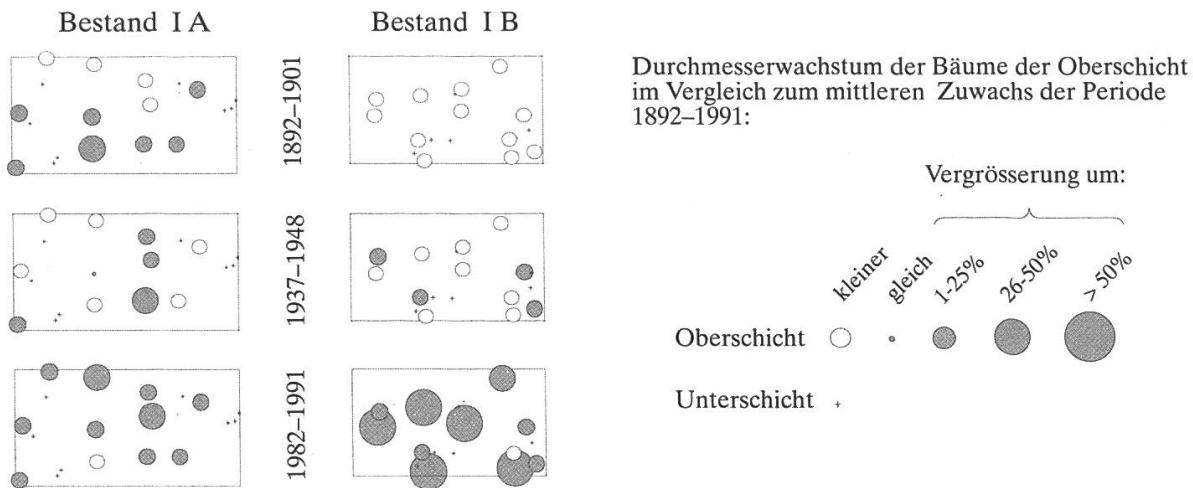 Bestand I A
Bestand I B
1892–1901
1937–1948
1982–1991
Durchmesserwachstum der Bäume der Oberschicht
im Vergleich zum mittleren Zuwachs der Periode
1892–1991:
Vergrösserung um:
kleiner
gleich
1-25%
26-50%
> 50%
Oberschicht
Unterschicht